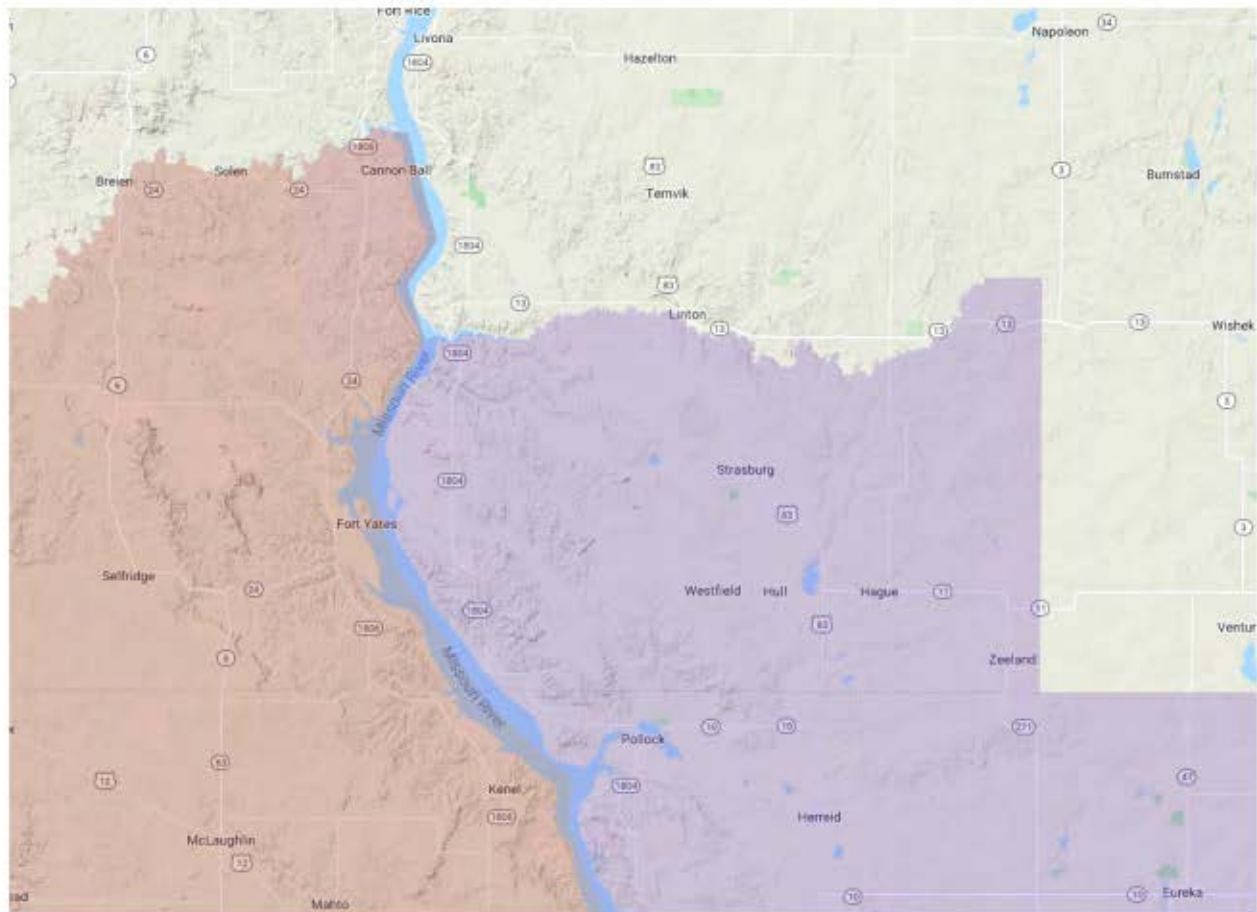 Fort Rice
Livona
34
Napoleon
6
1804
Hazelton
1806
Solen
Cannon Ball
83
3
Burnstad
Breien
24
24
Temvik
1804
83
13
Linton
13
13
13
13
Wishek
1804
Missouri River
6
24
3
Strasburg
1804
83
Fort Yates
3
Selfridge
24
Westfield
Hull
Hague
11
11
1804
1806
83
Ventur
6
Missouri River
Zeeland
10
10
271
Pollock
63
12
Kenel
1804
47
1806
Herreid
McLaughlin
12
10
10
Eureka
Mahto